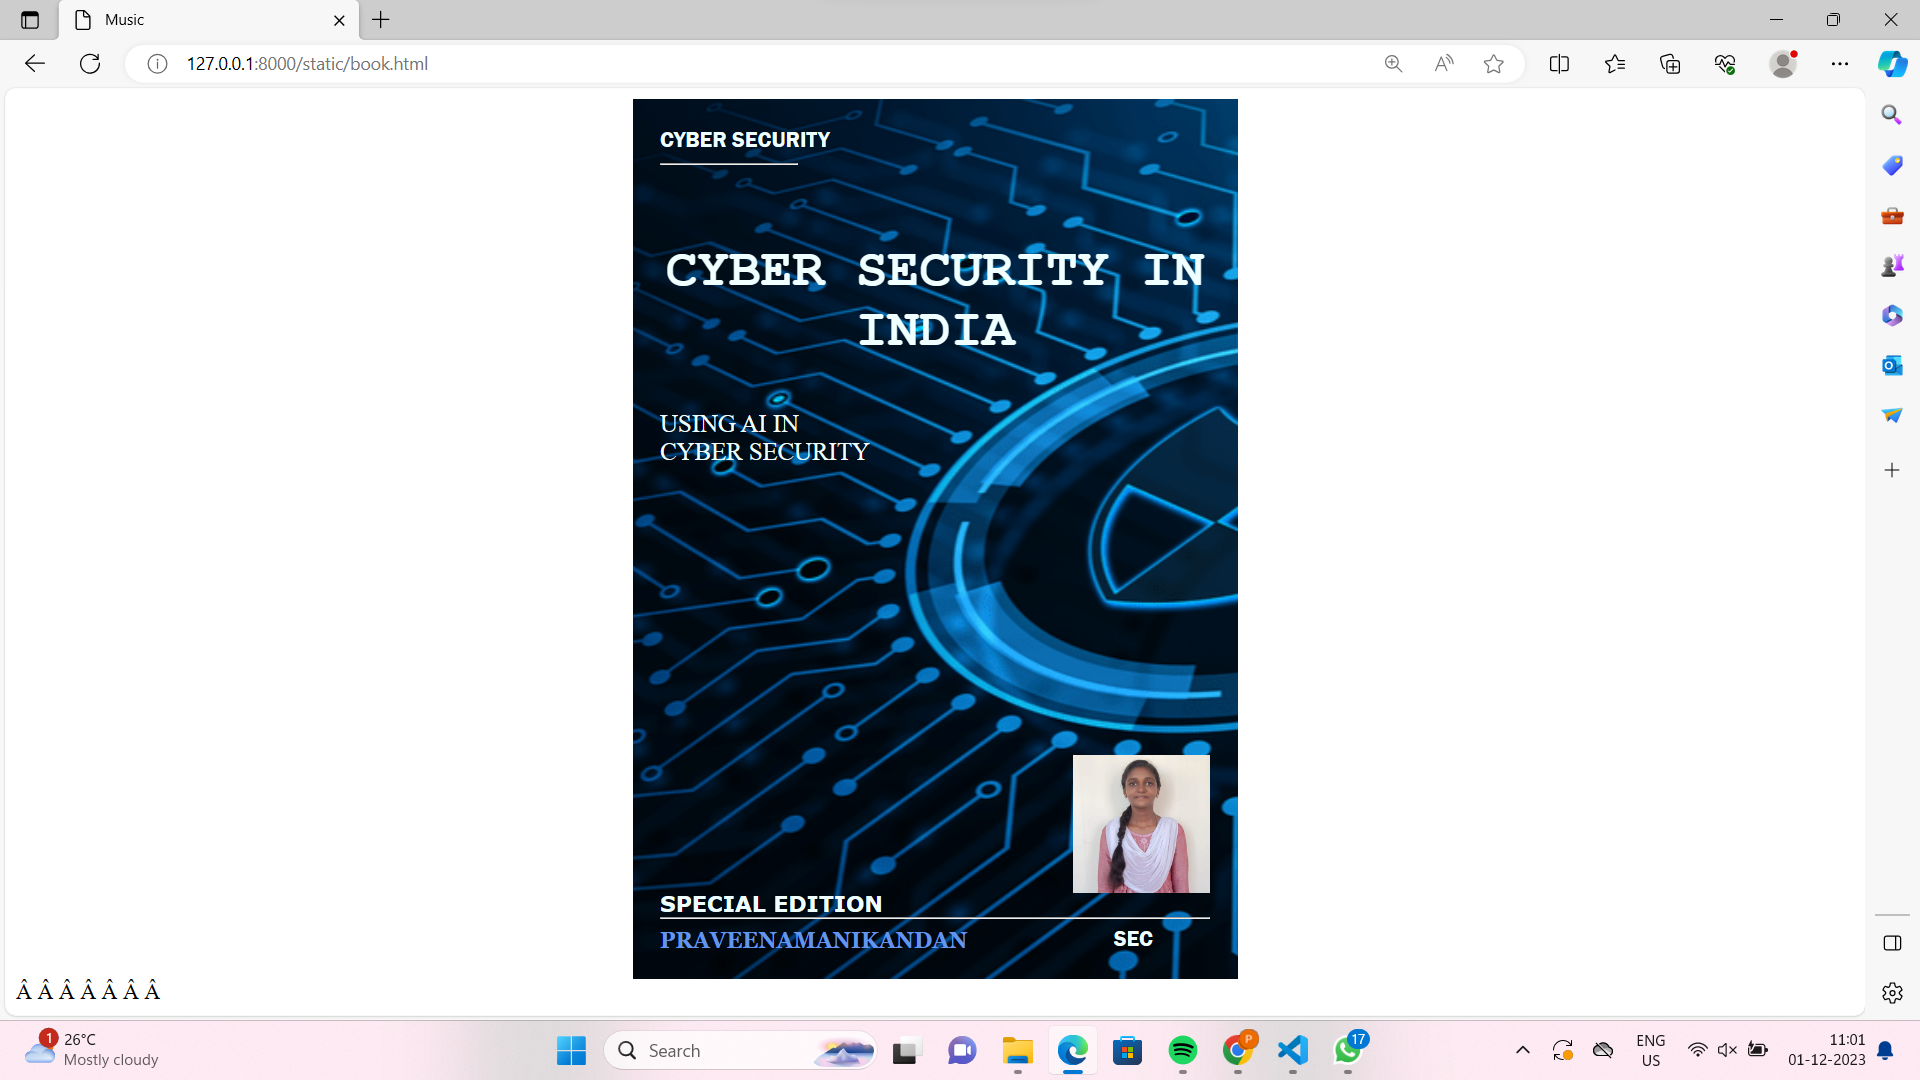 Music
127.0.0.1:8000/static/book.html
CYBER SECURITY
CYBER SECURITY IN
INDIA
USING AI IN
CYBER SECURITY
SPECIAL EDITION
PRAVEENAMANIKANDAN
SEC
Â Â Â Â Â Â Â
1
26°C
Mostly cloudy
Search
P
17
ENG
US
11:01
01-12-2023